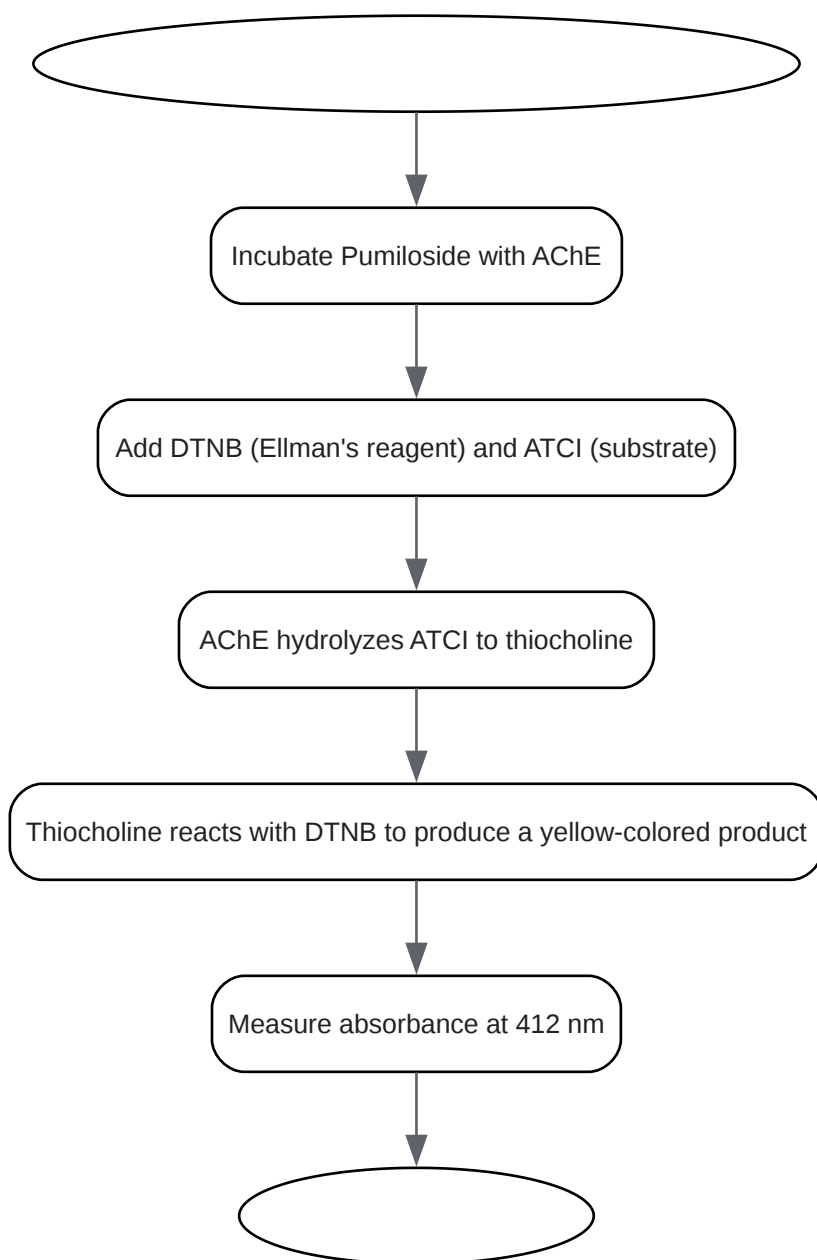 Incubate Pumiloside with AChE
Add DTNB (Ellman's reagent) and ATCI (substrate)
AChE hydrolyzes ATCI to thiocholine
Thiocholine reacts with DTNB to produce a yellow-colored product
Measure absorbance at 412 nm